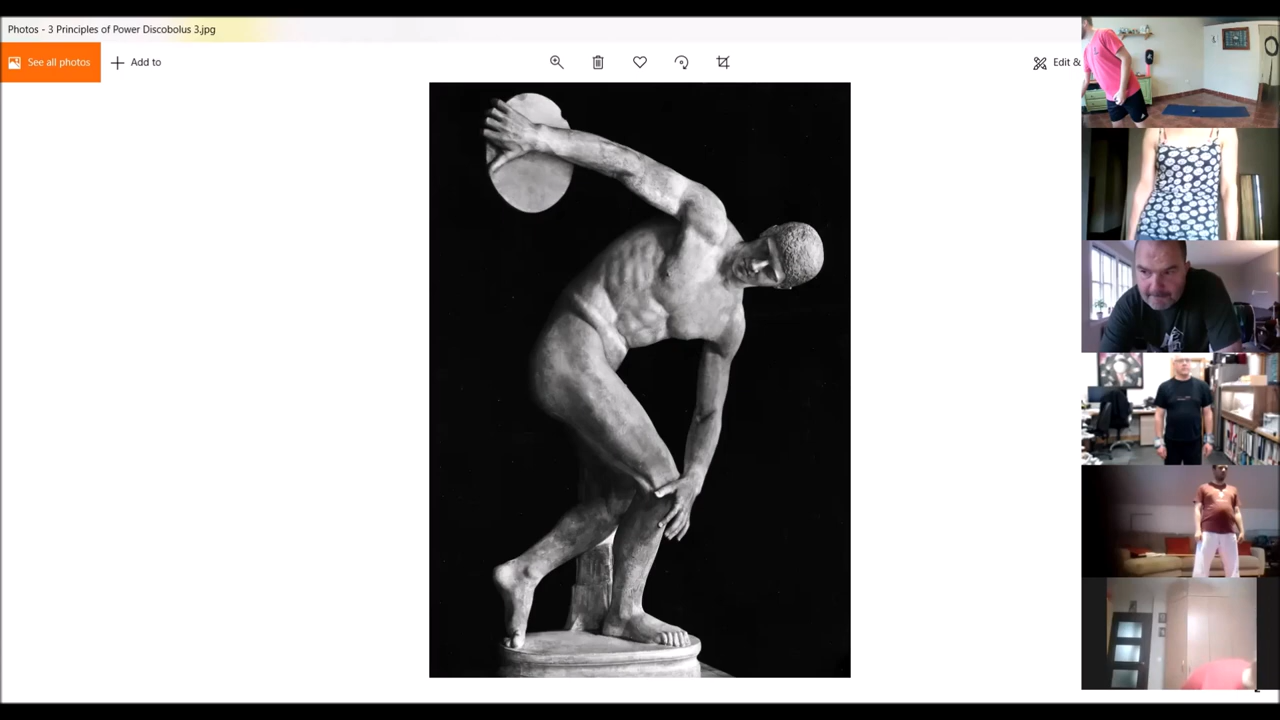 Photos - 3 Principles of Power Discobolus 3.jpg
See all photos
Add to
Edit &